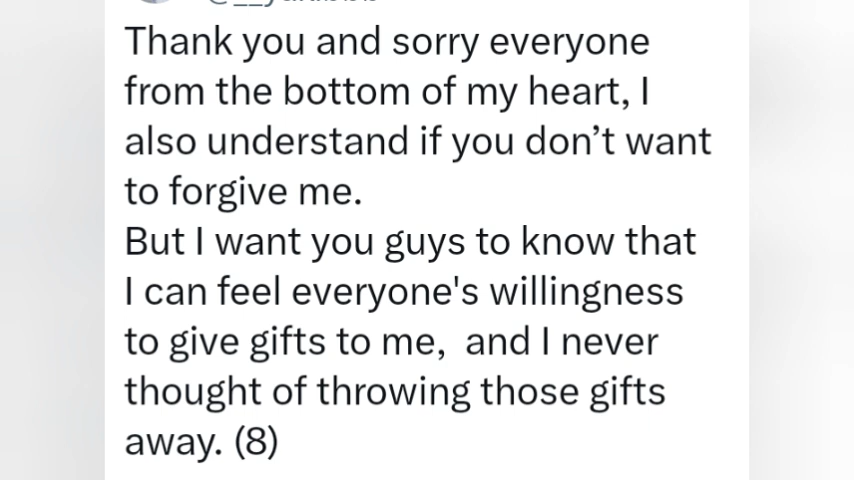 Thank you and sorry everyone
from the bottom of my heart, I
also understand if you don’t want
to forgive me.
But I want you guys to know that
I can feel everyone's willingness
to give gifts to me,  and I never
thought of throwing those gifts
away. (8)